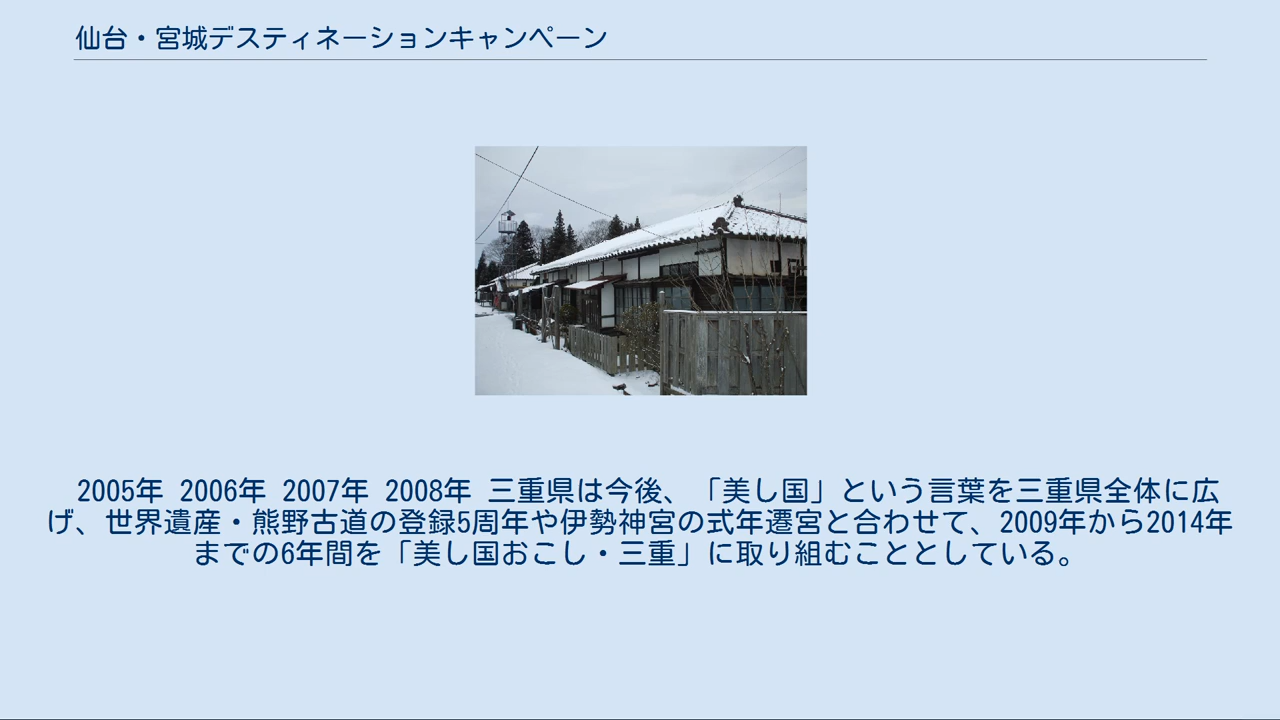 仙台・宮城デスティネーションキャンペーン
2005年 2006年 2007年 2008年 三重県は今後、「美し国」という言葉を三重県全体に広
げ、世界遺産・熊野古道の登録5周年や伊勢神宮の式年遷宮と合わせて、2009年から2014年
までの6年間を「美し国おこし・三重」に取り組むこととしている。